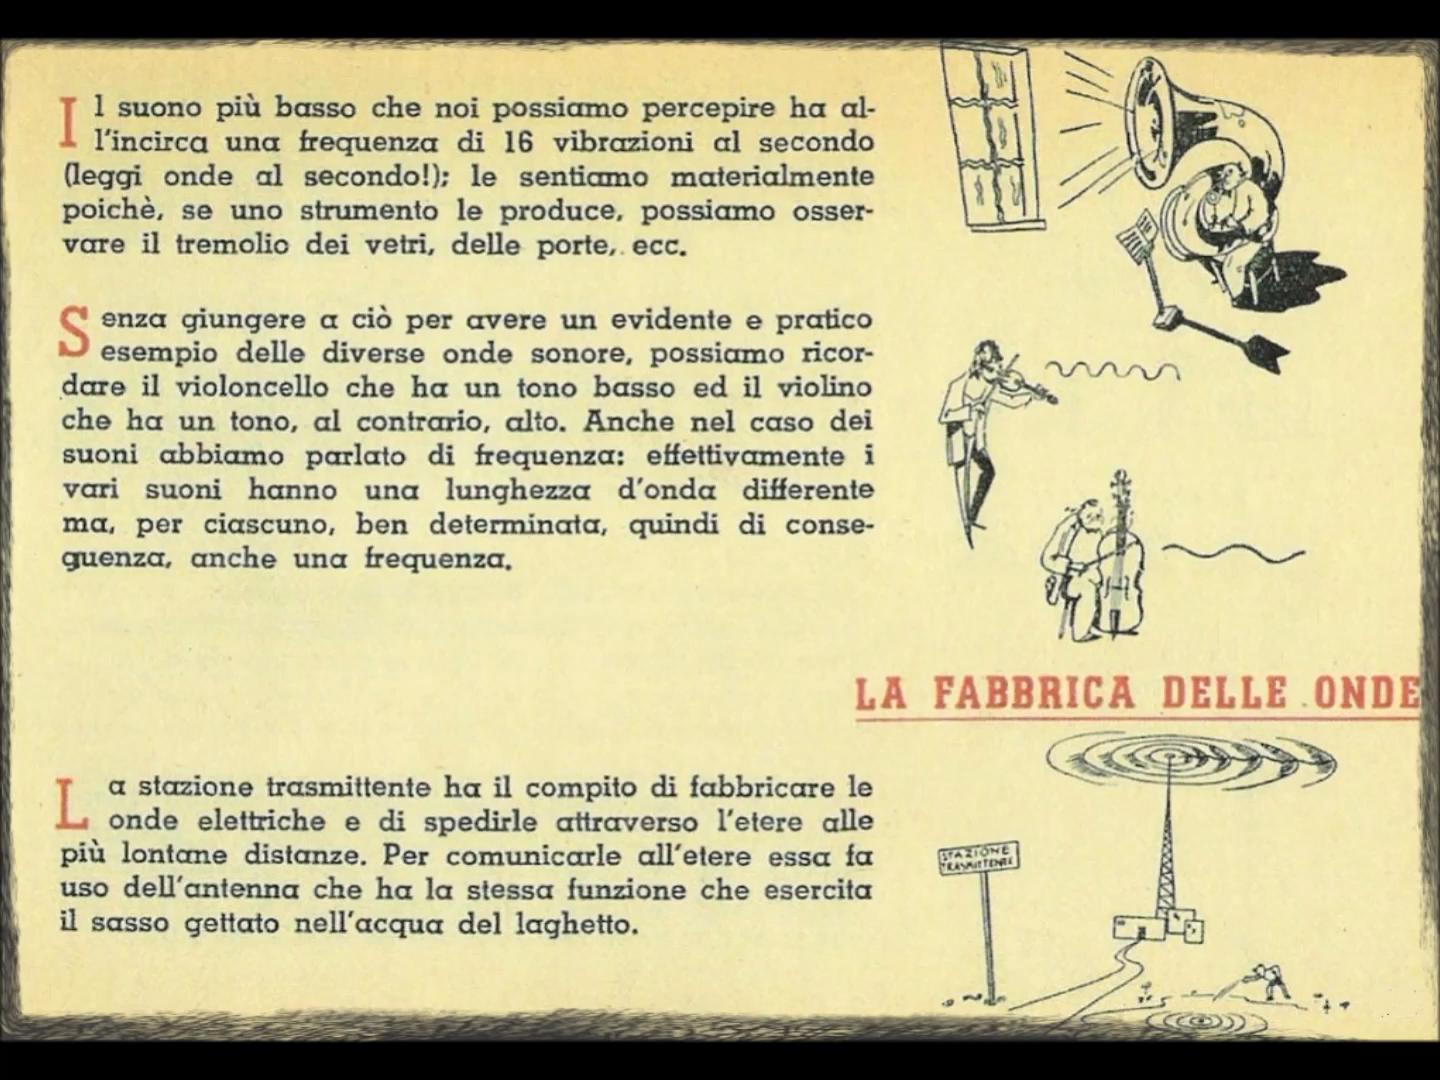 Il suono più basso che noi possiamo percepire ha al-
l'incirca una frequenza di 16 vibrazioni al secondo
(leggi onde al secondo!); le sentiamo materialmente
poichè, se uno strumento le produce, possiamo osser-
vare il tremolio dei vetri, delle porte, ecc.
Senza giungere a ciò per avere un evidente e pratico
esempio delle diverse onde sonore, possiamo ricor-
dare il violoncello che ha un tono basso ed il violino
che ha un tono, al contrario, alto. Anche nel caso dei
suoni abbiamo parlato di frequenza: effettivamente i
vari suoni hanno una lunghezza d'onda differente
ma, per ciascuno, ben determinata, quindi di conse-
guenza, anche una frequenza.
LA FABBRICA DELLE ONDE
La stazione trasmittente ha il compito di fabbricare le
onde elettriche e di spedirle attraverso l'etere alle
più lontane distanze. Per comunicarle all'etere essa fa
uso dell'antenna che ha la stessa funzione che esercita
il sasso gettato nell'acqua del laghetto.
STAZIONE
TRASMITTENTE